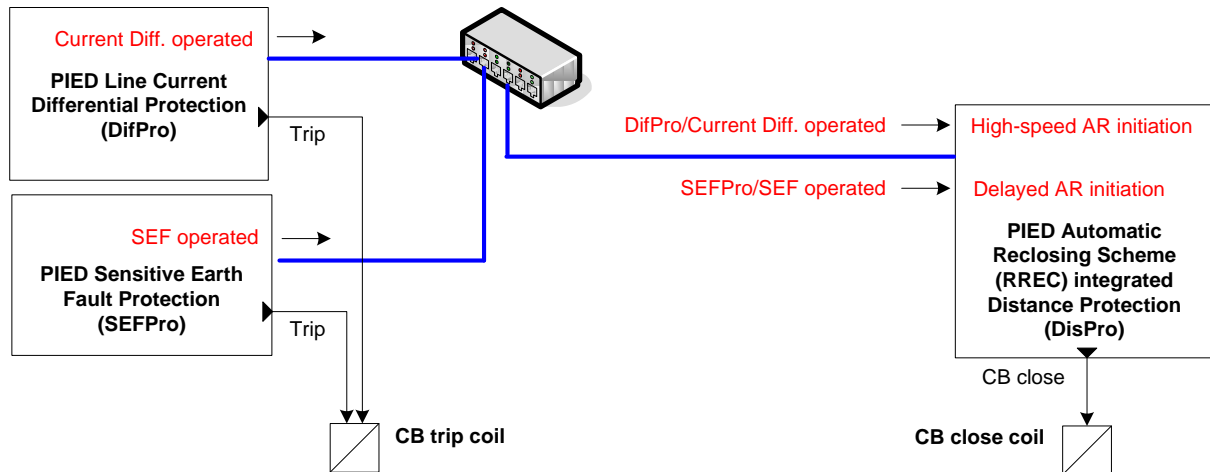 Current Diff. operated
PIED Line Current
Differential Protection
(DifPro)
Trip
SEF operated
PIED Sensitive Earth
Fault Protection
(SEFPro)
Trip
CB trip coil
DifPro/Current Diff. operated
High-speed AR initiation
SEFPro/SEF operated
Delayed AR initiation
PIED Automatic
Reclosing Scheme
(RREC) integrated
Distance Protection
(DisPro)
CB close
CB close coil